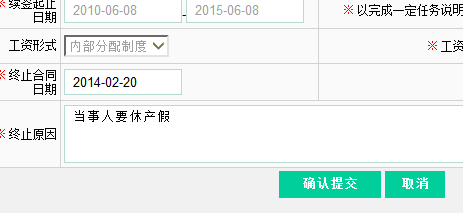 ※续签起止日期 2010-06-08 - 2015-06-08 ※以完成一定任务说明
工资形式 内部分配制度 ※工资
※终止合同日期 2014-02-20
※终止原因 当事人要休产假
确认提交 取消